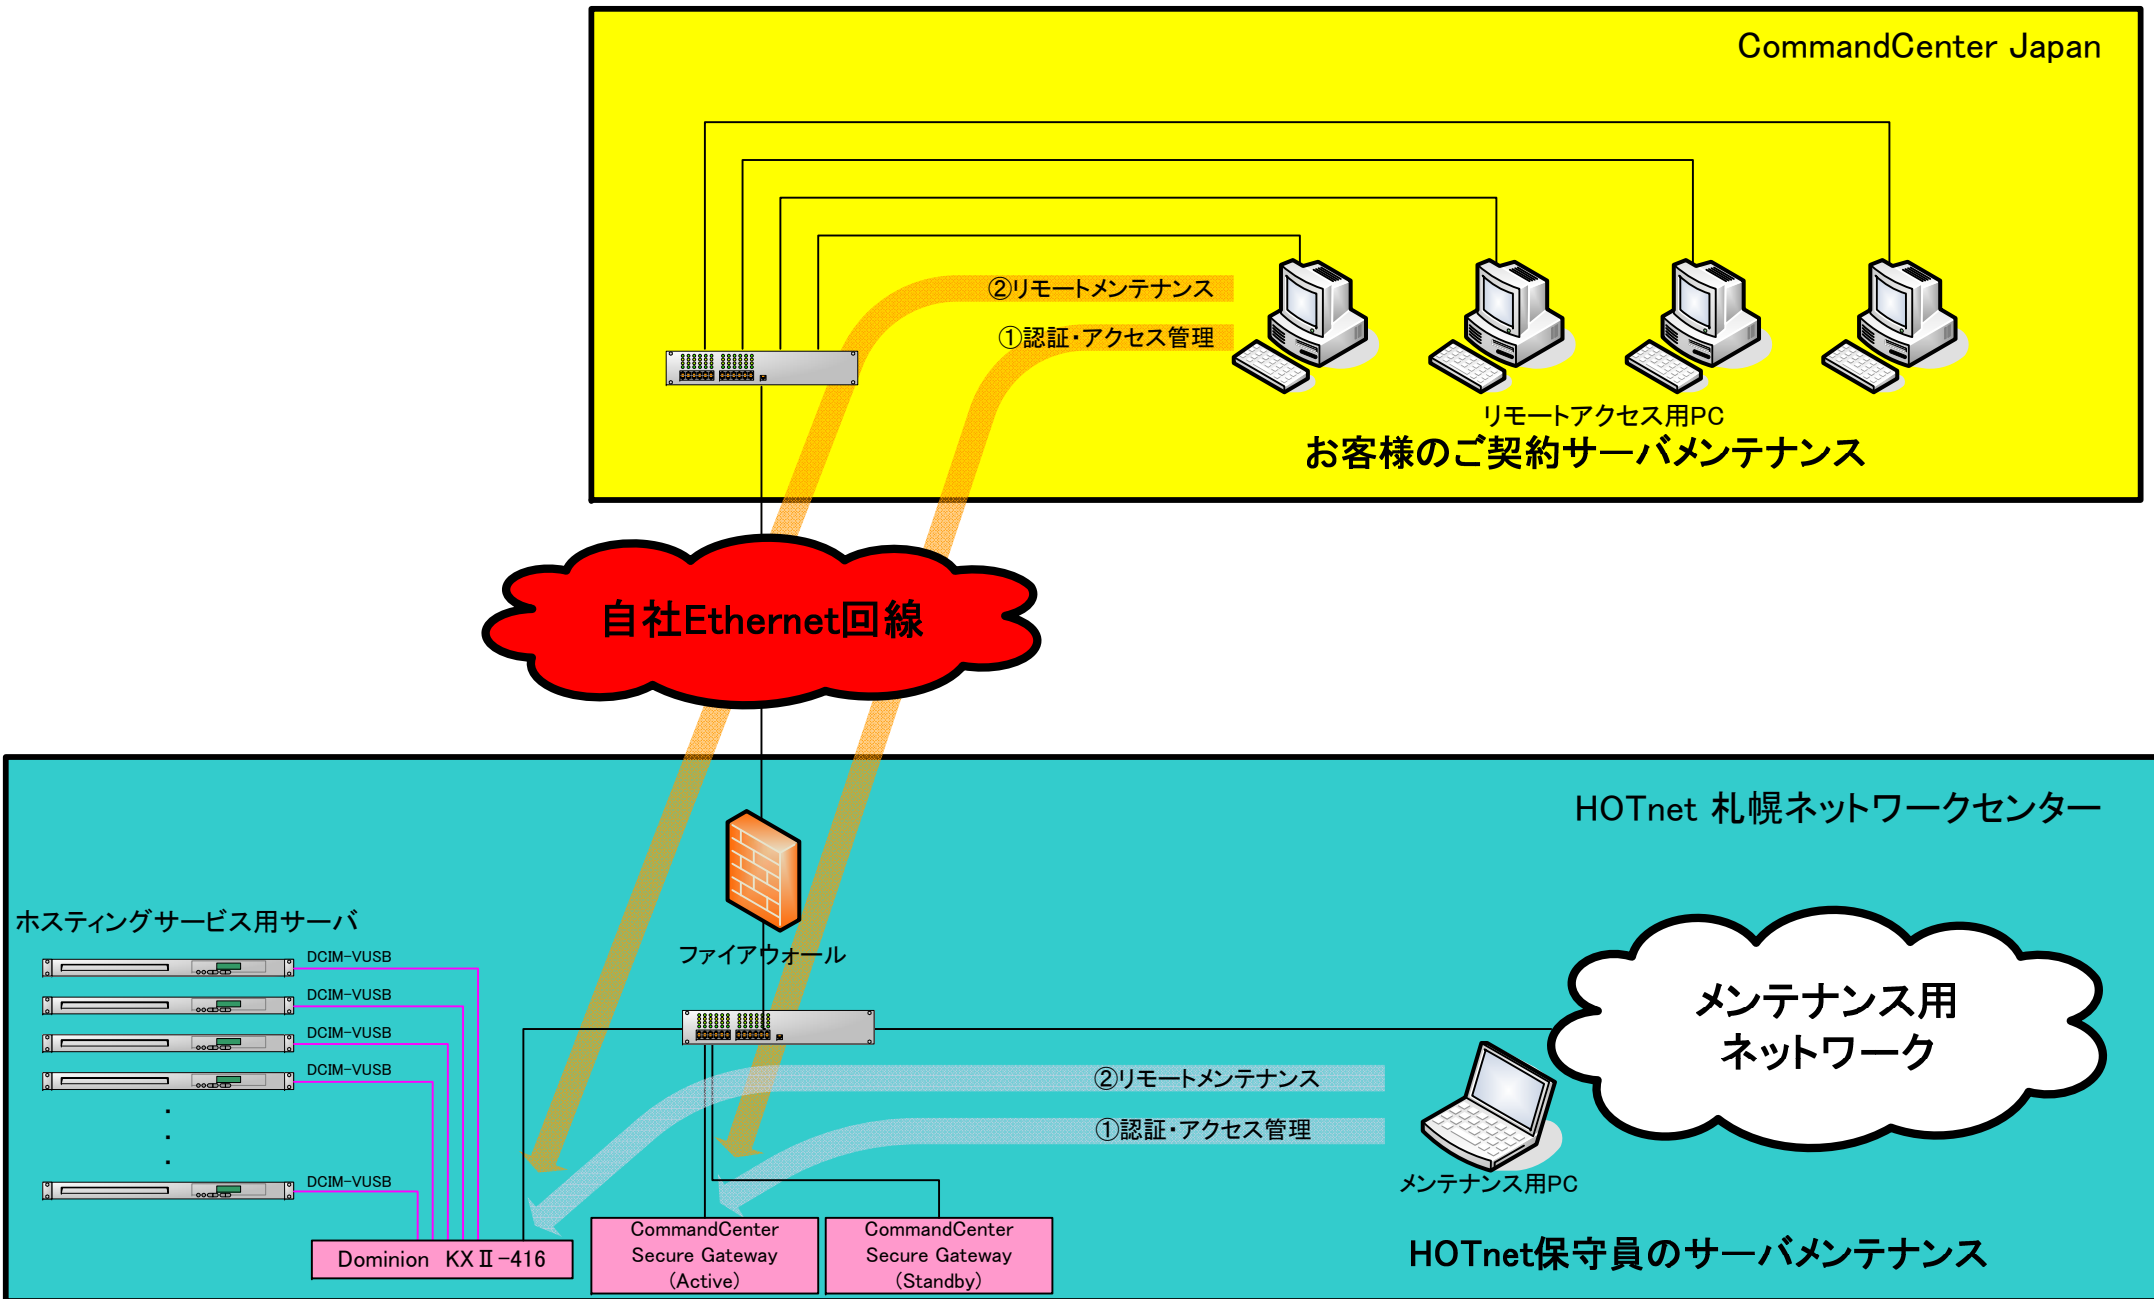 CommandCenter Japan
②リモートメンテナンス
①認証・アクセス管理
リモートアクセス用PC
お客様のご契約サーバメンテナンス
自社Ethernet回線
HOTnet 札幌ネットワークセンター
ホスティングサービス用サーバ
ファイアウォール
DCIM-VUSB
DCIM-VUSB
DCIM-VUSB
DCIM-VUSB
DCIM-VUSB
メンテナンス用
ネットワーク
②リモートメンテナンス
①認証・アクセス管理
メンテナンス用PC
Dominion KXⅡ-416
CommandCenter
Secure Gateway
(Active)
CommandCenter
Secure Gateway
(Standby)
HOTnet保守員のサーバメンテナンス